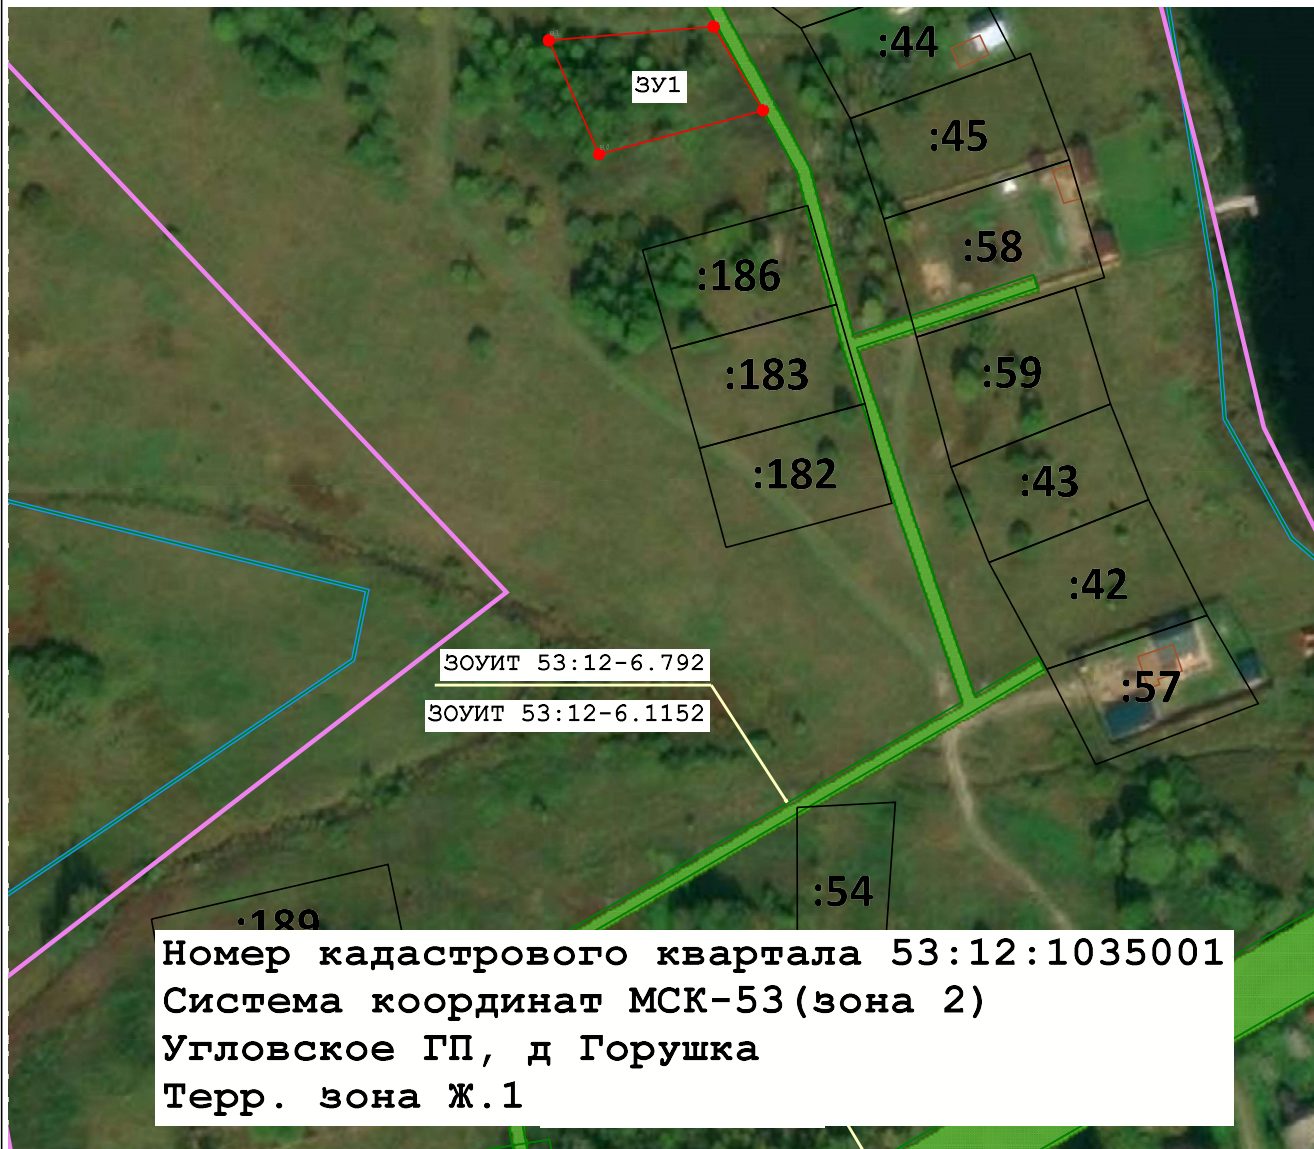 :44
ЗУ1
:45
:58
:186
:183
:59
:182
:43
:42
ЗОУИТ 53:12-6.792
:57
ЗОУИТ 53:12-6.1152
:54
:189
Номер кадастрового квартала 53:12:1035001
Система координат МСК-53(зона 2)
Угловское ГП, д Горушка
Терр. зона Ж.1